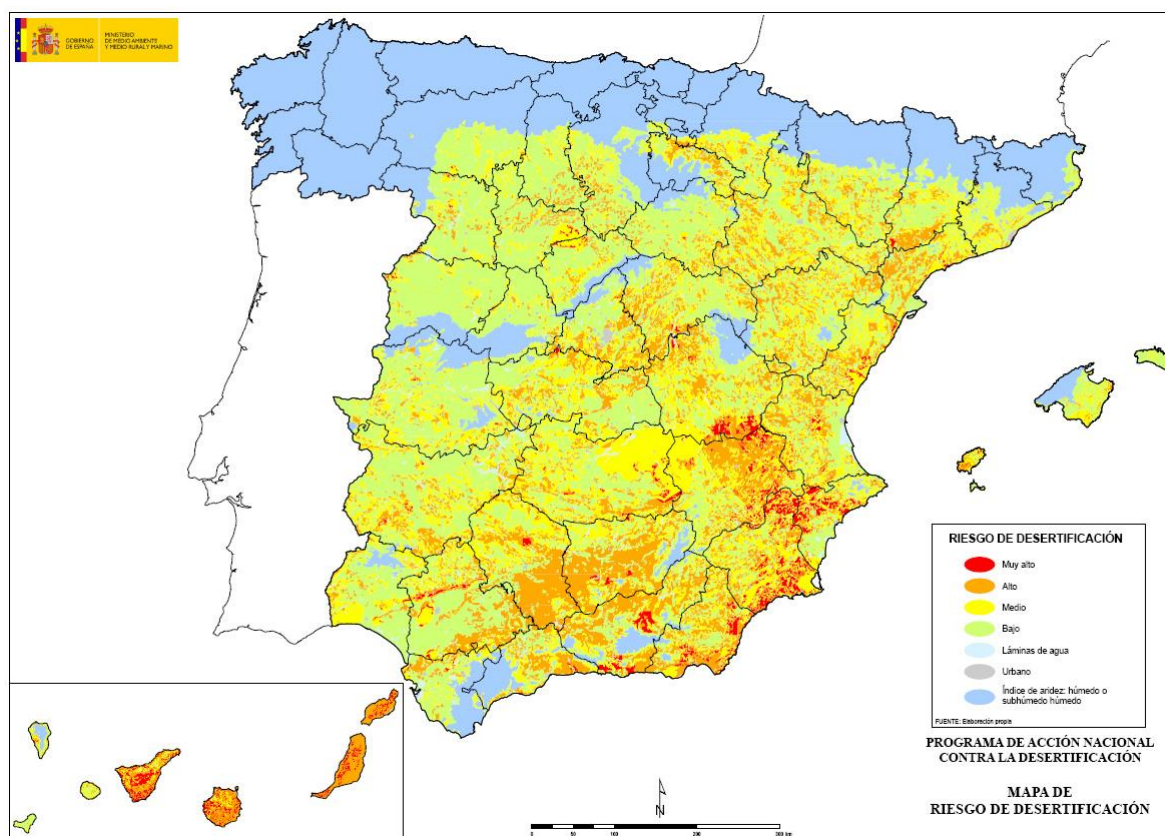 GOBIERNO
DE ESPAÑA
MINISTERIO
DE MEDIO AMBIENTE
Y MEDIO RURAL Y MARINO
RIESGO DE DESERTIFICACIÓN
Muy alto
Alto
Medio
Bajo
Láminas de agua
Urbano
Índice de aridez: húmedo o
subhúmedo húmedo
FUENTE: Elaboración propia
PROGRAMA DE ACCIÓN NACIONAL
CONTRA LA DESERTIFICACIÓN
MAPA DE
RIESGO DE DESERTIFICACIÓN
N
0 25 50 100 200 300 km